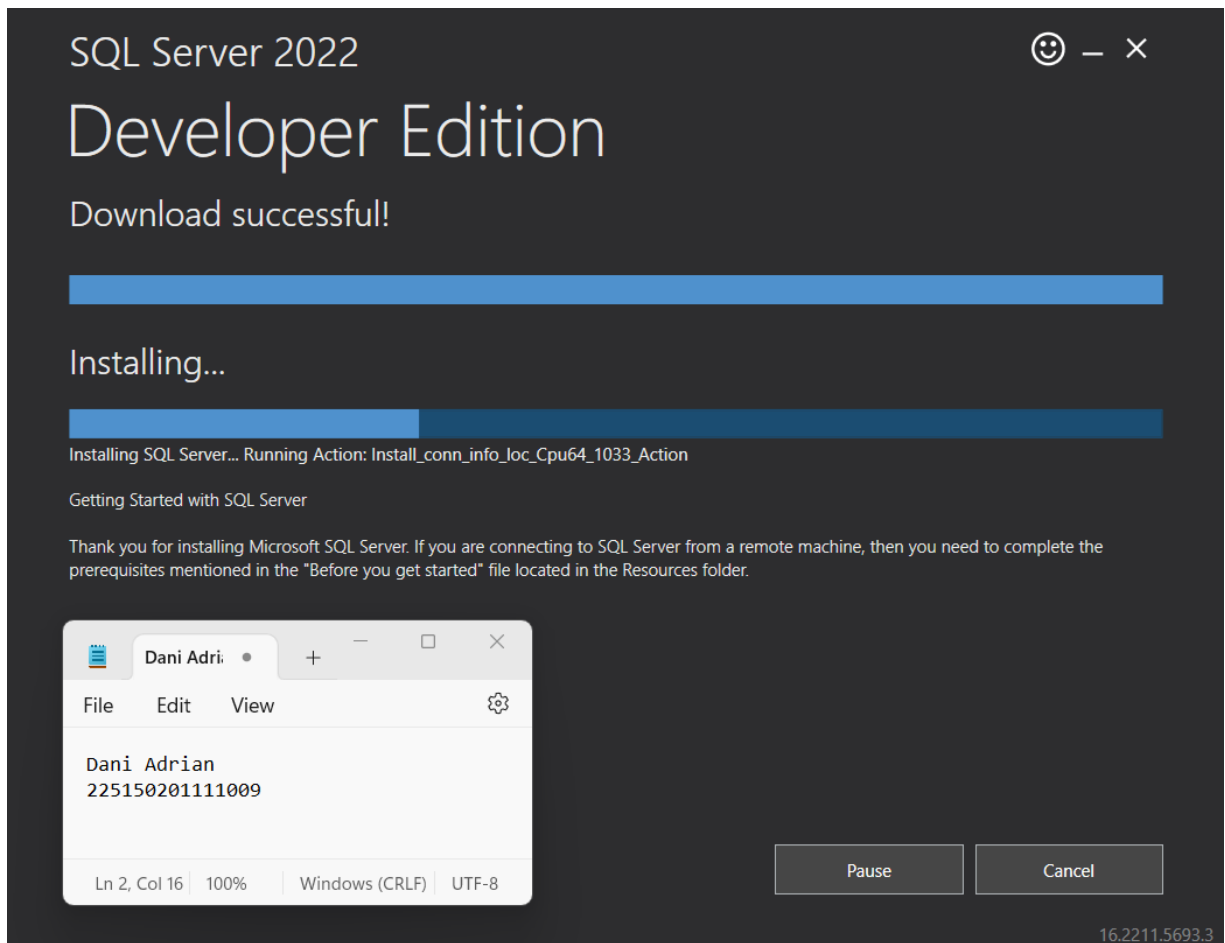 SQL Server 2022
Developer Edition
Download successful!
Installing...
Installing SQL Server... Running Action: Install_conn_info_loc_Cpu64_1033_Action
Getting Started with SQL Server
Thank you for installing Microsoft SQL Server. If you are connecting to SQL Server from a remote machine, then you need to complete the
prerequisites mentioned in the "Before you get started" file located in the Resources folder.
Dani Adri
File Edit View
Dani Adrian
225150201111009
Ln 2, Col 16 100% Windows (CRLF) UTF-8
Pause Cancel
16.2211.5693.3